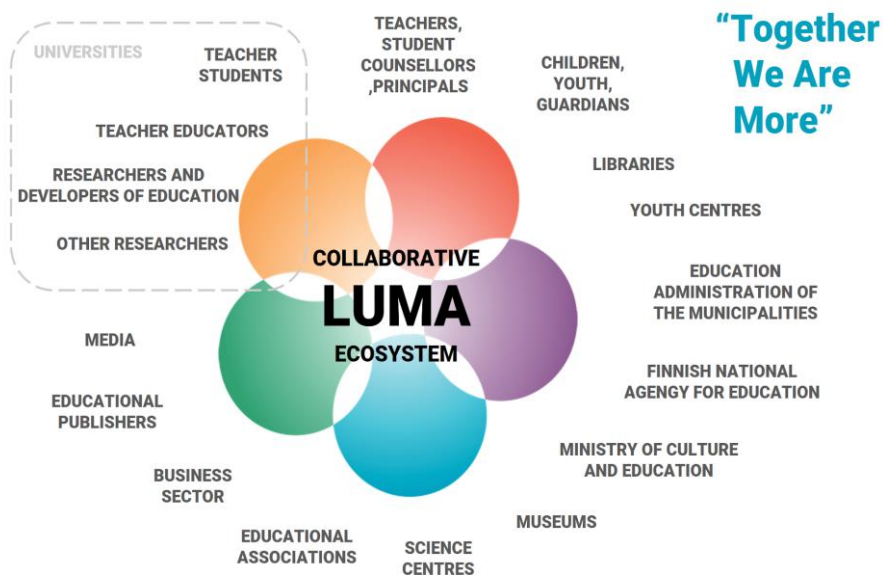 “Together
We Are
More”
UNIVERSITIES
TEACHER
STUDENTS
TEACHER EDUCATORS
RESEARCHERS AND
DEVELOPERS OF EDUCATION
OTHER RESEARCHERS
TEACHERS,
STUDENT
COUNSELLORS
,PRINCIPALS
CHILDREN,
YOUTH,
GUARDIANS
LIBRARIES
YOUTH CENTRES
EDUCATION
ADMINISTRATION OF
THE MUNICIPALITIES
FINNISH NATIONAL
AGENGY FOR EDUCATION
MINISTRY OF CULTURE
AND EDUCATION
MUSEUMS
SCIENCE
CENTRES
EDUCATIONAL
ASSOCIATIONS
BUSINESS
SECTOR
EDUCATIONAL
PUBLISHERS
MEDIA
COLLABORATIVE
LUMA
ECOSYSTEM